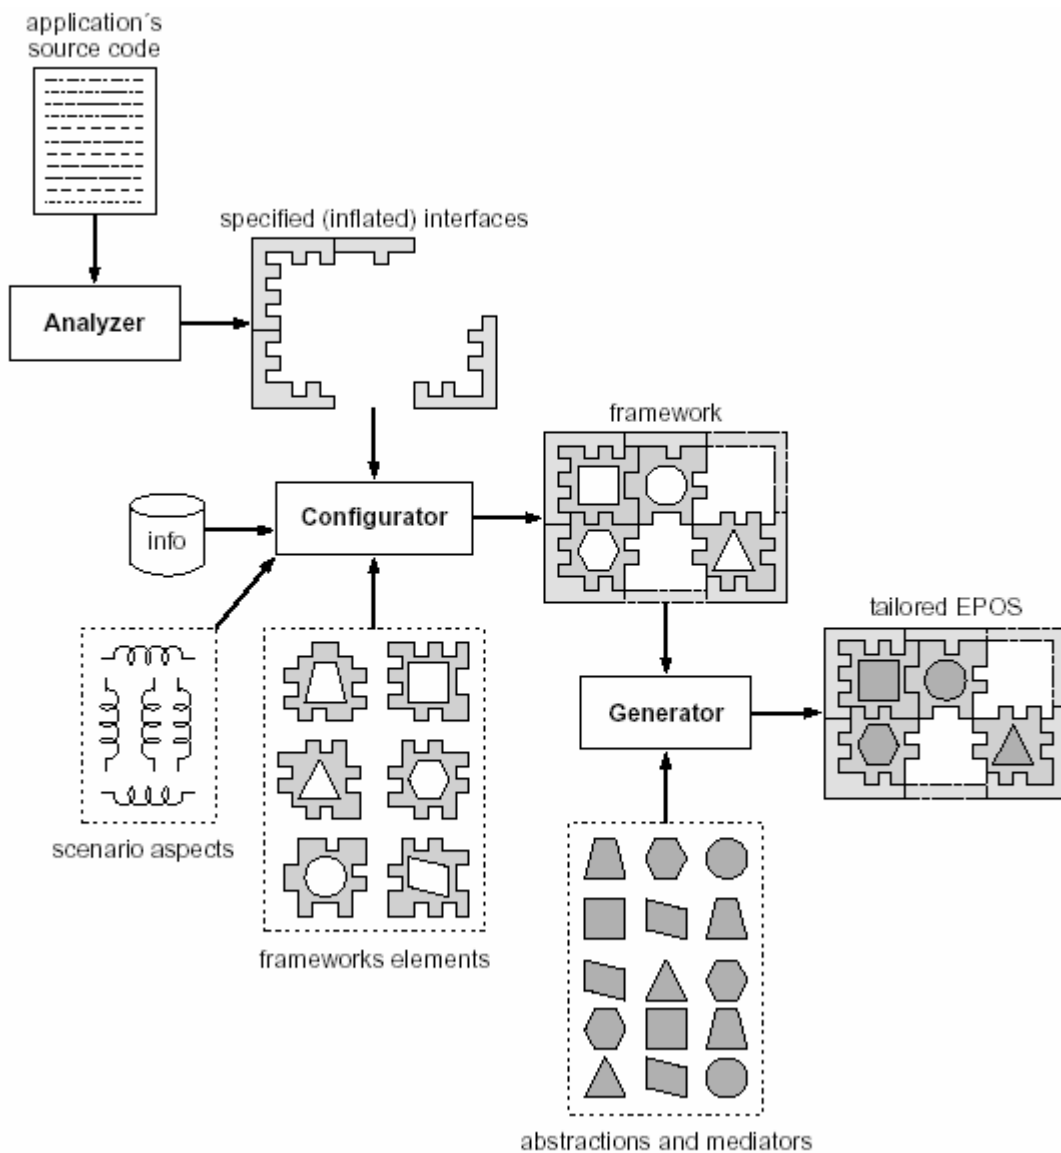 application´s
source code
specified (inflated) interfaces
Analyzer
framework
Configurator
info
tailored EPOS
Generator
scenario aspects
frameworks elements
abstractions and mediators